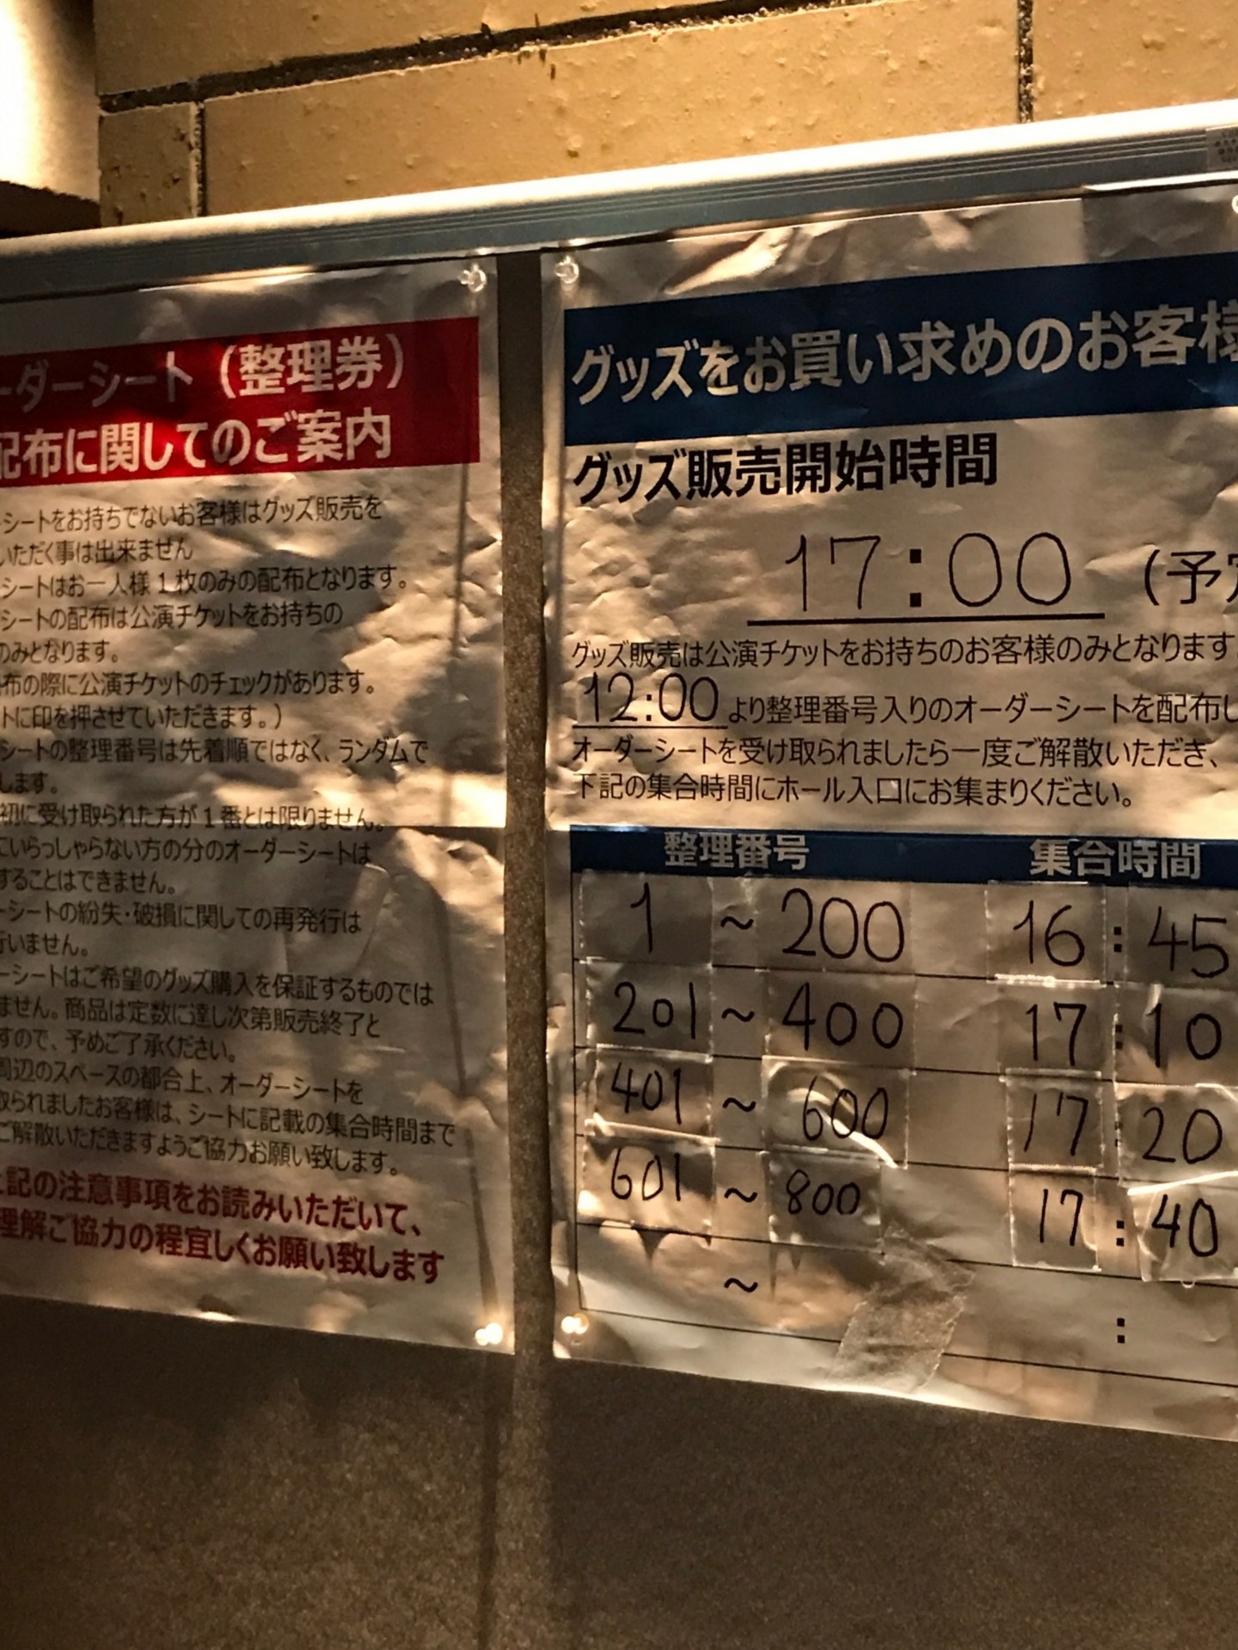 ーダーシート（整理券）
配布に関してのご案内
シートをお持ちでないお客様はグッズ販売を
いただく事は出来ません
シートはお一人様１枚のみの配布となります。
シートの配布は公演チケットをお持ちの
のみとなります。
布の際に公演チケットのチェックがあります。
トに印を押させていただきます。）
シートの整理番号は先着順ではなく、ランダムで
します。
初に受け取られた方が１番とは限りません。
にいらっしゃらない方の分のオーダーシートは
することはできません。
ーシートの紛失・破損に関しての再発行は
行いません。
ーシートはご希望のグッズ購入を保証するものでは
ません。商品は定数に達し次第販売終了と
すので、予めご了承ください。
周辺のスペースの都合上、オーダーシートを
取られましたお客様は、シートに記載の集合時間まで
ご解散いただきますようご協力お願い致します。
上記の注意事項をお読みいただいて、
理解ご協力の程宜しくお願い致します
グッズをお買い求めのお客様
グッズ販売開始時間
17:00 （予定
グッズ販売は公演チケットをお持ちのお客様のみとなります。
12:00 より整理番号入りのオーダーシートを配布し
オーダーシートを受け取られましたら一度ご解散いただき、
下記の集合時間にホール入口にお集まりください。
整理番号 集合時間
1 ～ 200 16:45
201 ～ 400 17:10
401 ～ 600 17 20
601 ～ 800 17:40
～ :